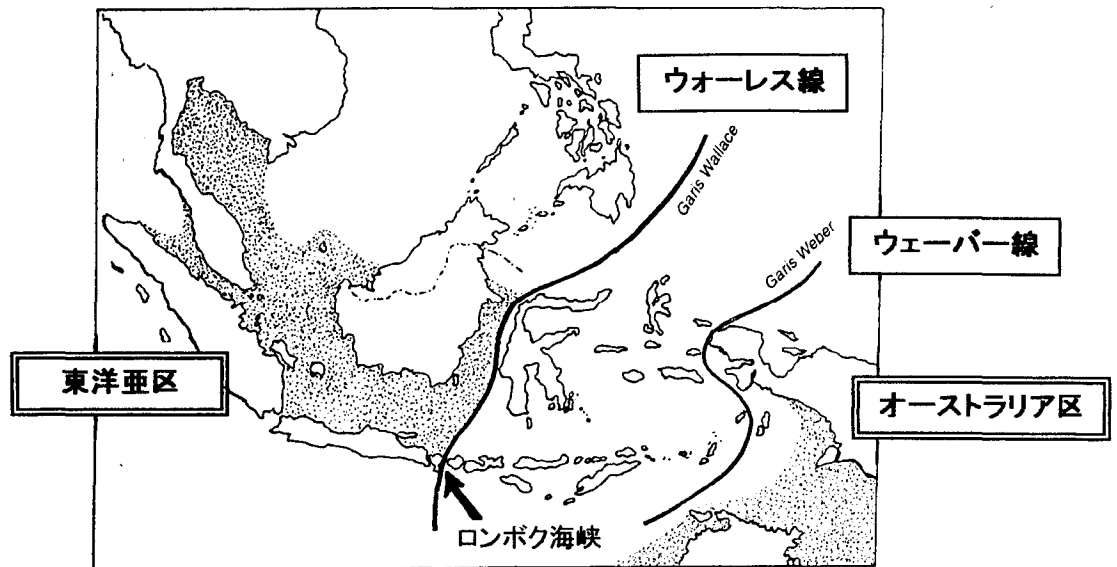 ウォーレス線
Garis Wallace
ウェーバー線
Garis Weber
東洋亜区
オーストラリア区
ロンボク海峡